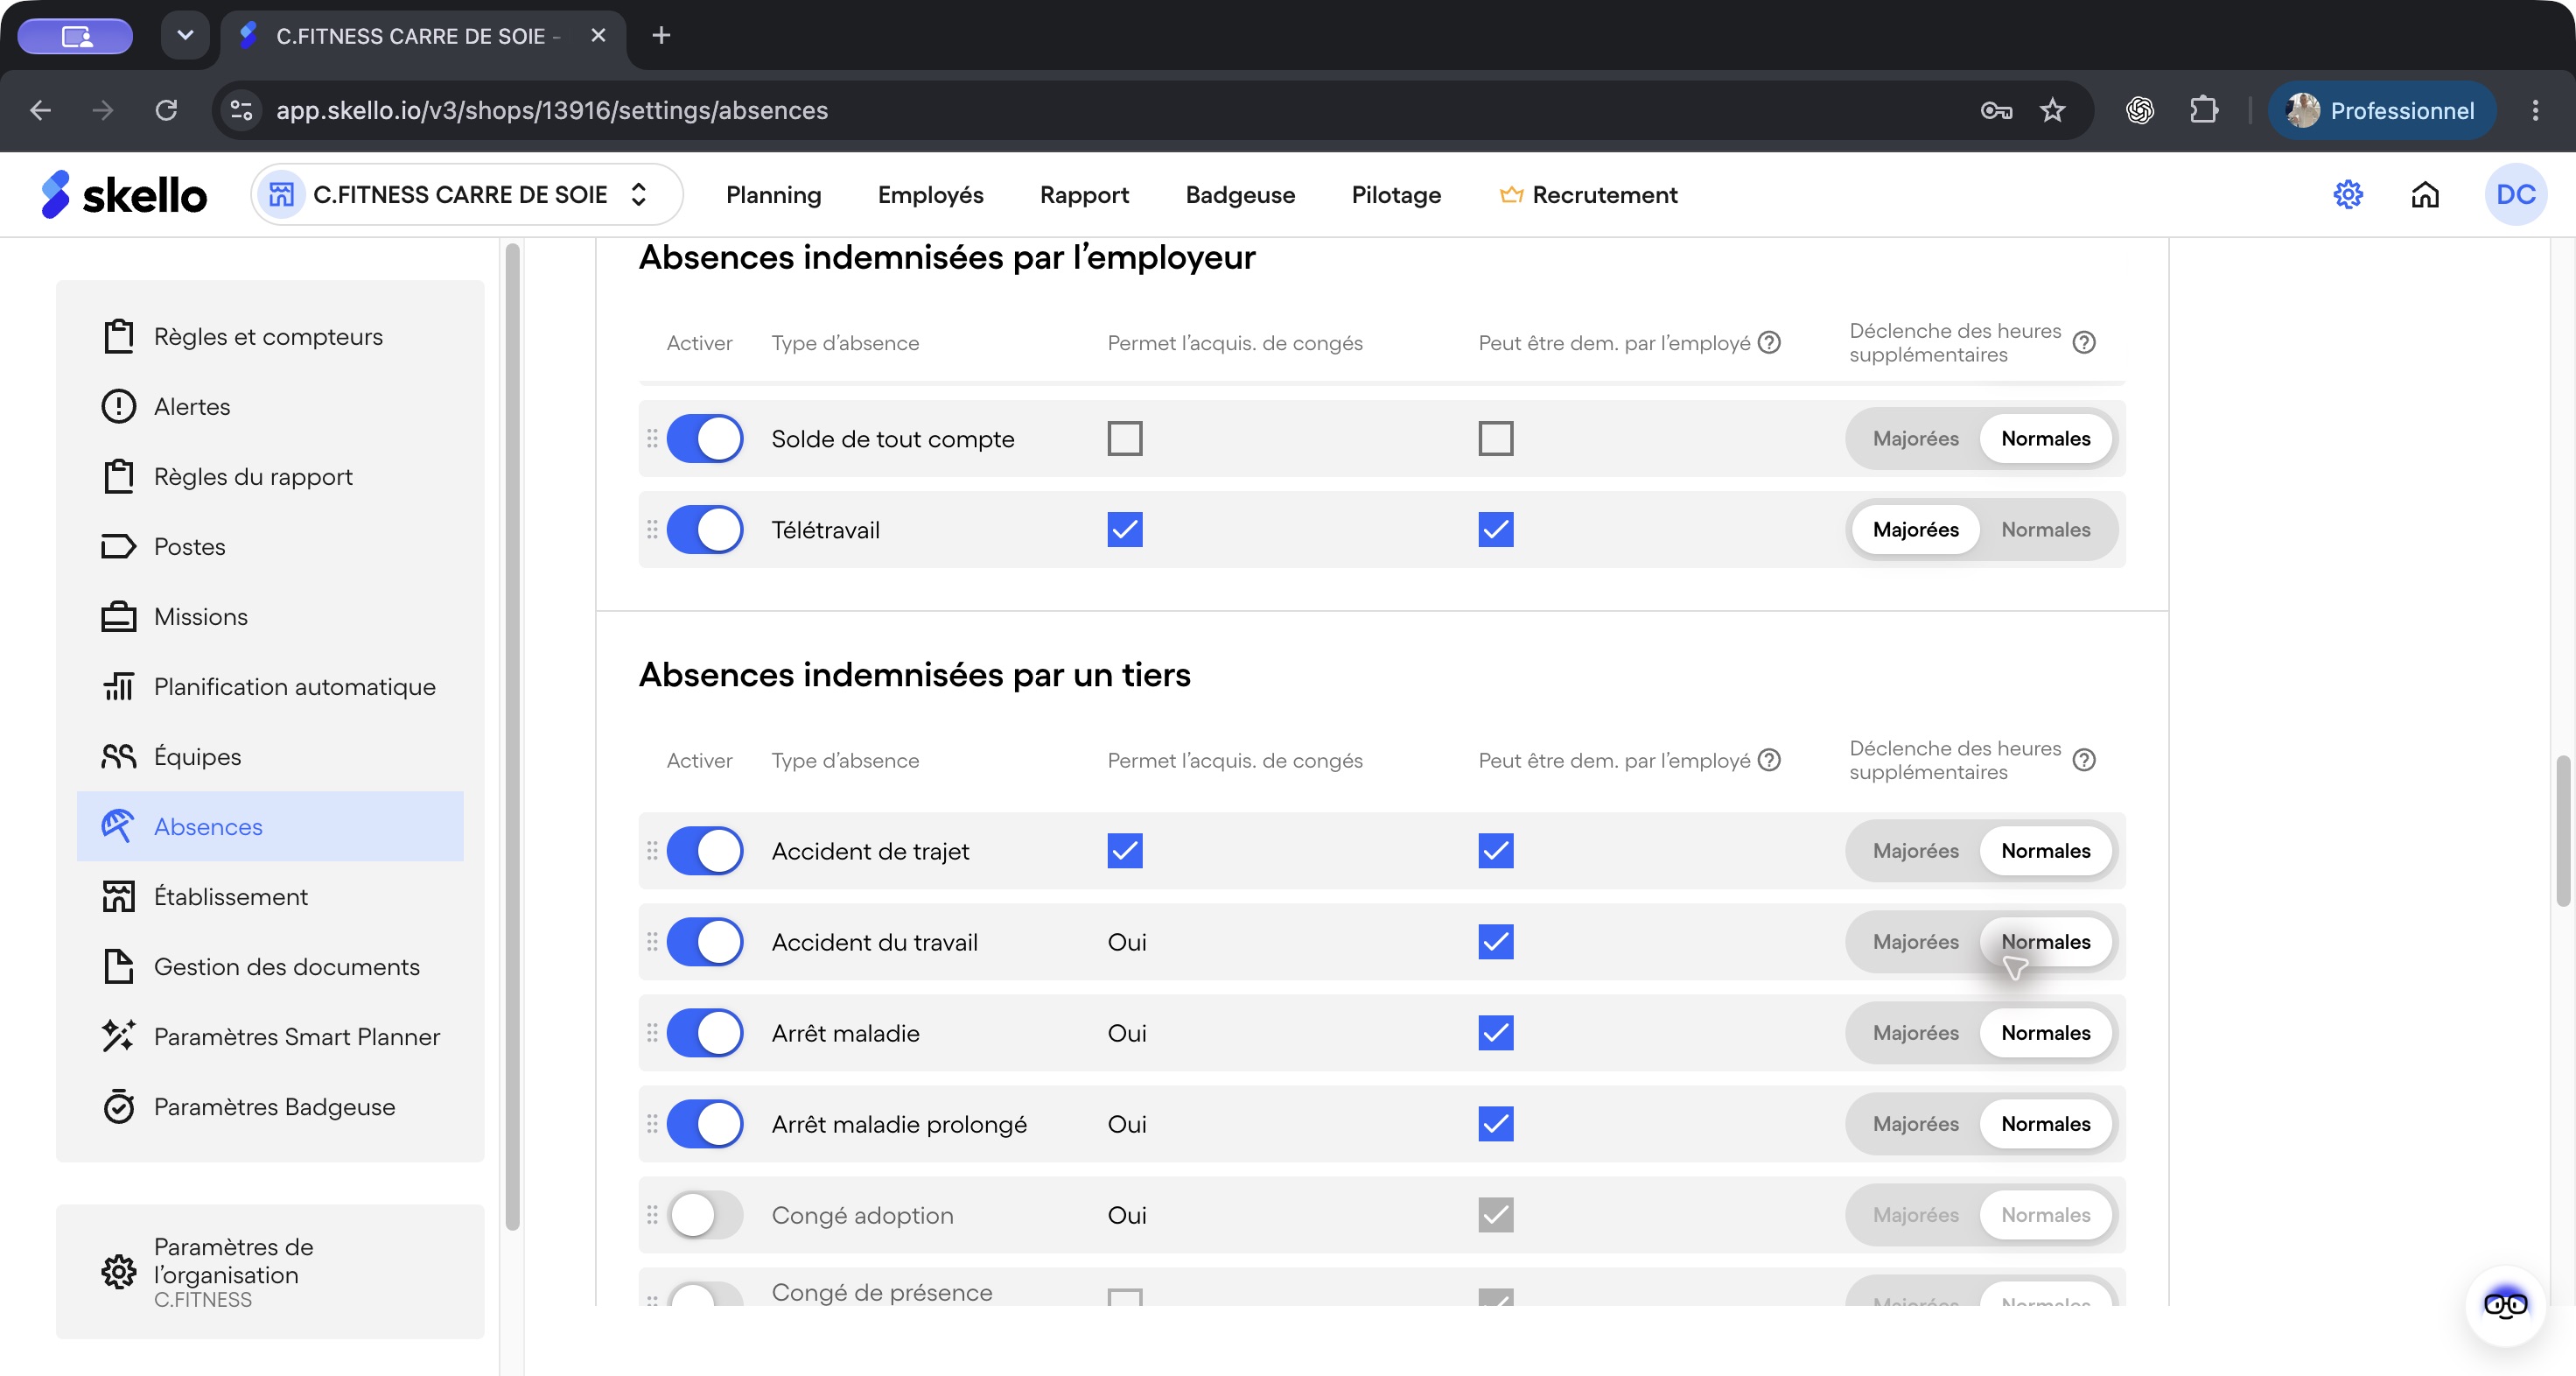 C.FITNESS CARRE DE SOIE -
app.skello.io/v3/shops/13916/settings/absences
Professionnel
skello
C.FITNESS CARRE DE SOIE
Planning
Employés
Rapport
Badgeuse
Pilotage
Recrutement
DC
Règles et compteurs
Alertes
Règles du rapport
Postes
Missions
Planification automatique
Équipes
Absences
Établissement
Gestion des documents
Paramètres Smart Planner
Paramètres Badgeuse
Paramètres de
l’organisation
C.FITNESS
Absences indemnisées par l’employeur
Activer
Type d’absence
Permet l’acquis. de congés
Peut être dem. par l’employé
Déclenche des heures
supplémentaires
Solde de tout compte
Majorées
Normales
Télétravail
Majorées
Normales
Absences indemnisées par un tiers
Activer
Type d’absence
Permet l’acquis. de congés
Peut être dem. par l’employé
Déclenche des heures
supplémentaires
Accident de trajet
Majorées
Normales
Accident du travail
Oui
Majorées
Normales
Arrêt maladie
Oui
Majorées
Normales
Arrêt maladie prolongé
Oui
Majorées
Normales
Congé adoption
Oui
Majorées
Normales
Congé de présence
Majorées
Normales